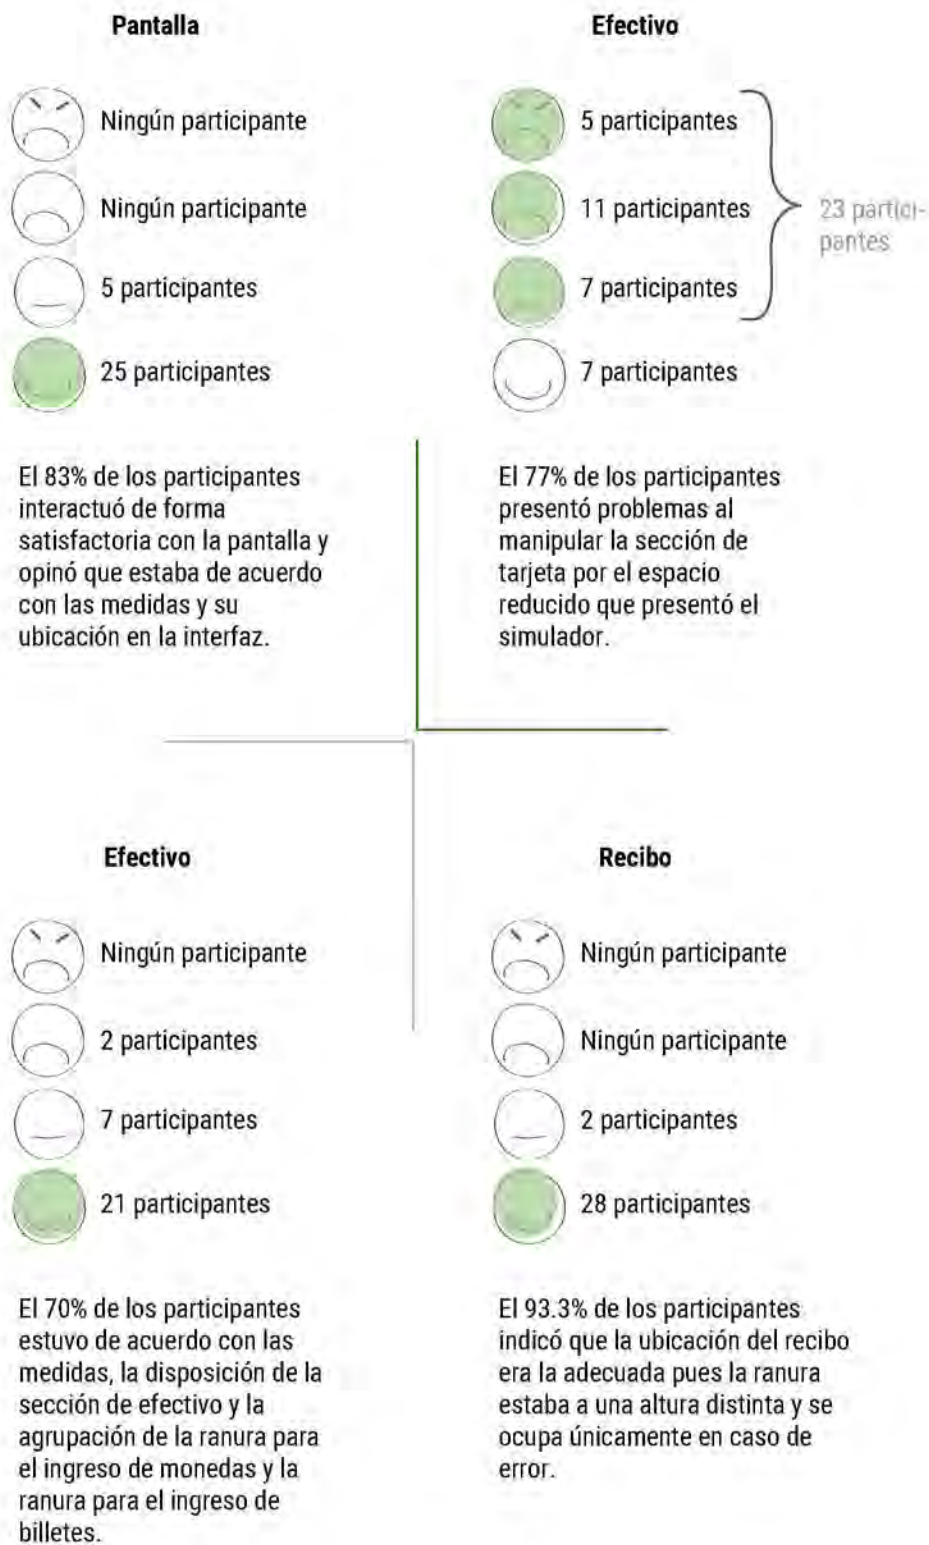 Pantalla
Ningún participante
Ningún participante
5 participantes
25 participantes
El 83% de los participantes
interactuó de forma
satisfactoria con la pantalla y
opinó que estaba de acuerdo
con las medidas y su
ubicación en la interfaz.
Efectivo
5 participantes
11 participantes
7 participantes
23 partici-
pantes
7 participantes
El 77% de los participantes
presentó problemas al
manipular la sección de
tarjeta por el espacio
reducido que presentó el
simulador.
Efectivo
Ningún participante
2 participantes
7 participantes
21 participantes
El 70% de los participantes
estuvo de acuerdo con las
medidas, la disposición de la
sección de efectivo y la
agrupación de la ranura para
el ingreso de monedas y la
ranura para el ingreso de
billetes.
Recibo
Ningún participante
Ningún participante
2 participantes
28 participantes
El 93.3% de los participantes
indicó que la ubicación del recibo
era la adecuada pues la ranura
estaba a una altura distinta y se
ocupa únicamente en caso de
error.